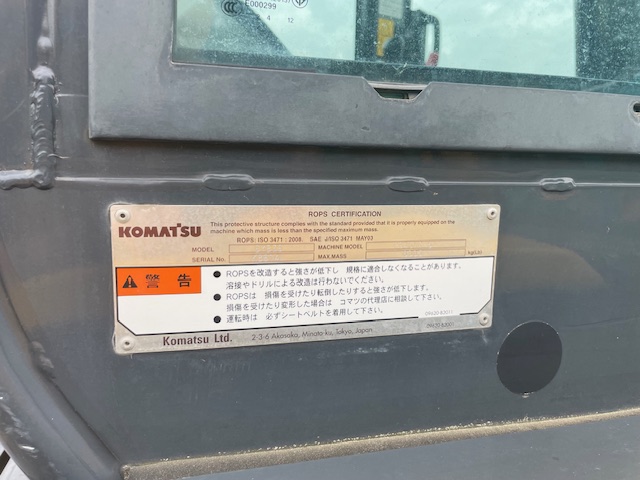 E000299
4 12
ROPS CERTIFICATION
KOMATSU
This protective structure complies with the standard provided that it is properly equipped on the
machine which mass is less than the specified maximum mass.
ROPS: ISO 3471 : 2008. SAE J/ISO 3471 MAY03
MODEL MACHINE MODEL
SERIAL No. MAX.MASS kg(Lb)
警告
● ROPSを改造すると強さが低下し 規格に適合しなくなることがあります。
溶接やドリルによる改造は行わないでください。
● ROPSは 損傷を受けたり転倒したりすると強さが低下します。
損傷を受けたり変形した場合は コマツの代理店に相談して下さい。
● 運転時は 必ずシートベルトを着用して下さい。
Komatsu Ltd. 2-3-6 Akasaka, Minato ku, Tokyo, Japan